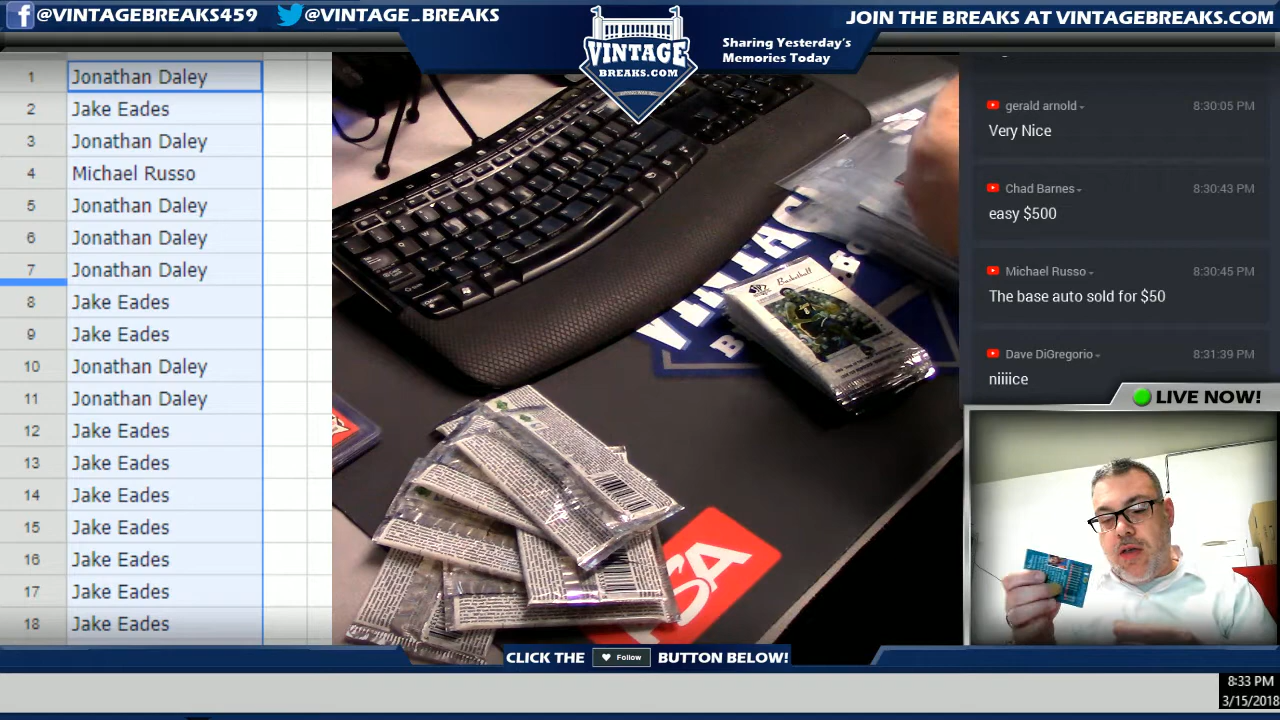 @VINTAGEBREAKS459
@VINTAGE_BREAKS
VINTAGE
BREAKS.COM
Sharing Yesterday's
Memories Today
JOIN THE BREAKS AT VINTAGEBREAKS.COM
1 Jonathan Daley
2 Jake Eades
3 Jonathan Daley
4 Michael Russo
5 Jonathan Daley
6 Jonathan Daley
7 Jonathan Daley
8 Jake Eades
9 Jake Eades
10 Jonathan Daley
11 Jonathan Daley
12 Jake Eades
13 Jake Eades
14 Jake Eades
15 Jake Eades
16 Jake Eades
17 Jake Eades
18 Jake Eades
Basketball
gerald arnold 8:30:05 PM
Very Nice
Chad Barnes 8:30:43 PM
easy $500
Michael Russo 8:30:45 PM
The base auto sold for $50
Dave DiGregorio 8:31:39 PM
niiiice
LIVE NOW!
CLICK THE Follow BUTTON BELOW!
8:33 PM
3/15/2018